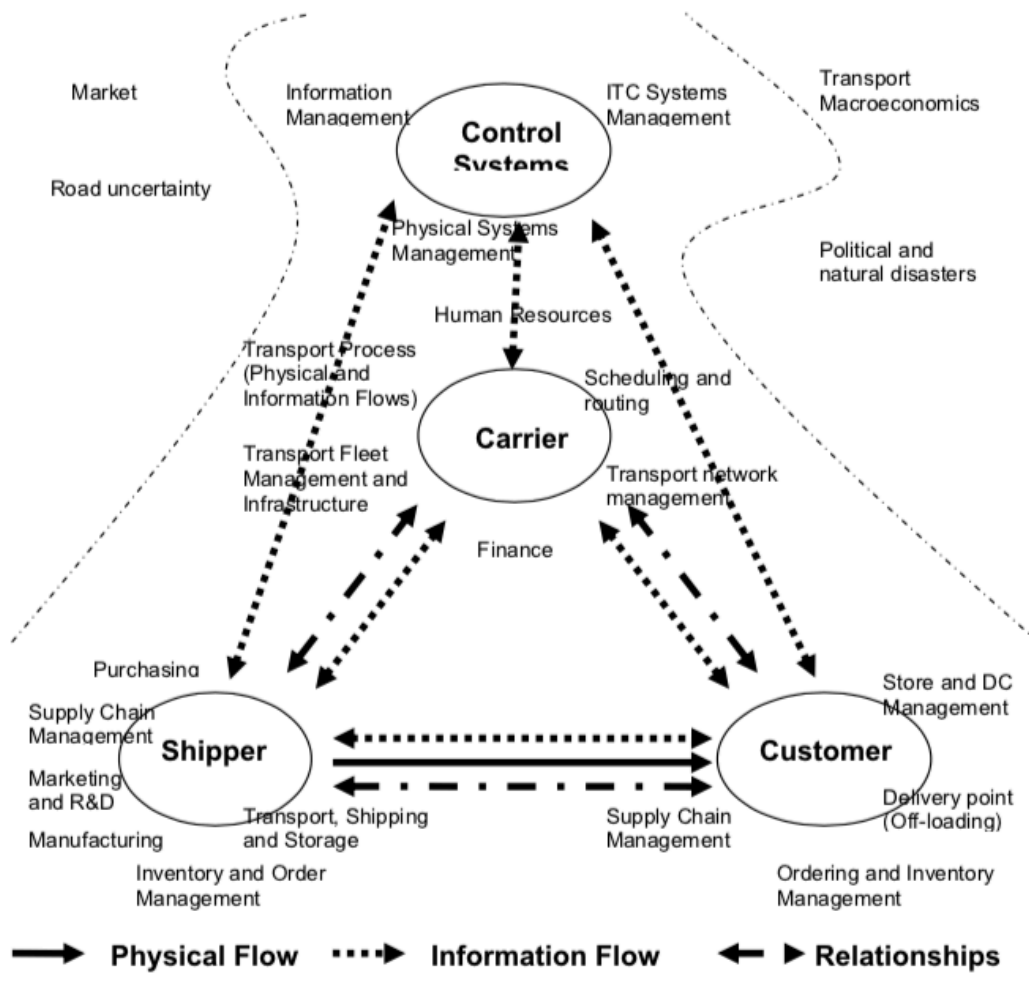 Market
Information
Management
ITC Systems
Management
Transport
Macroeconomics
Control
Systems
Road uncertainty
Physical Systems
Management
Political and
natural disasters
Human Resources
Transport Process
(Physical and
Information Flows)
Scheduling and
routing
Carrier
Transport Fleet
Management and
Infrastructure
Transport network
management
Finance
Purchasing
Supply Chain
Management
Shipper
Marketing
and R&D
Manufacturing
Transport, Shipping
and Storage
Inventory and Order
Management
Store and DC
Management
Customer
Supply Chain
Management
Delivery point
(Off-loading)
Ordering and Inventory
Management
Physical Flow
Information Flow
Relationships